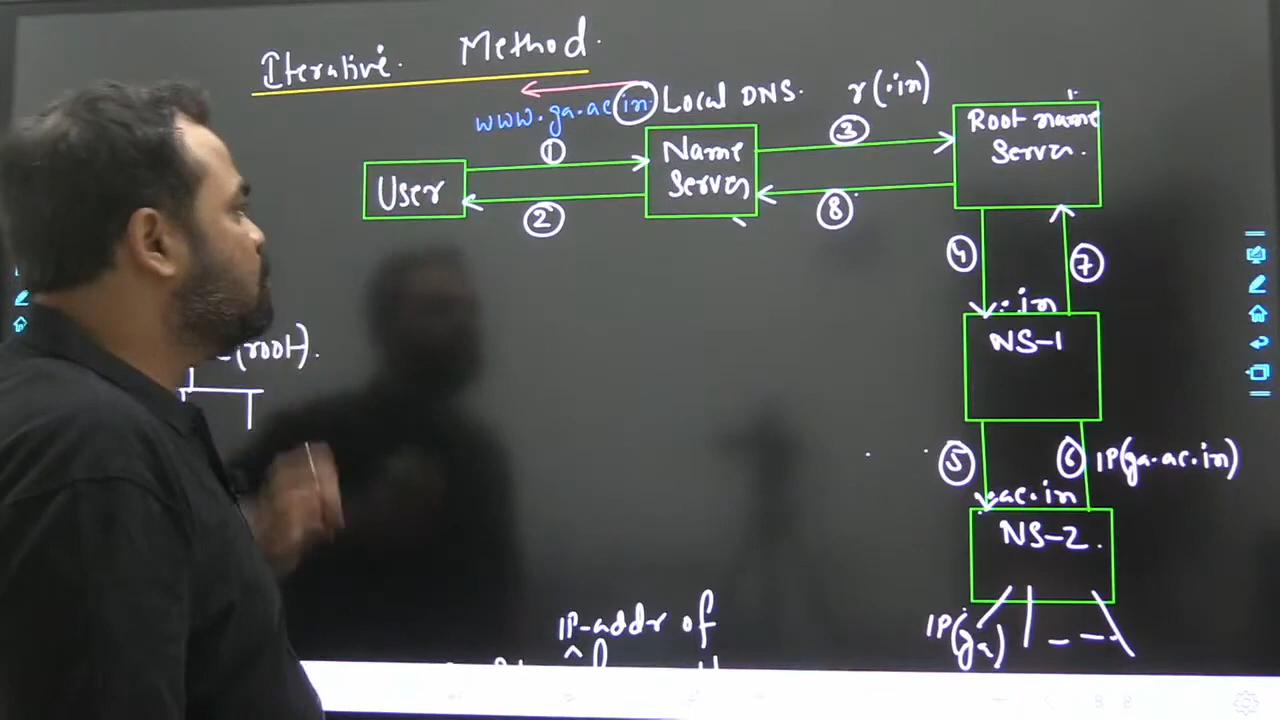 Iterative. Method.
www.ga.ac.in. Local DNS. r(.in)
① ③ Root name Server.
User Name Server
② ⑧
④ ⑦
(root). .in
NS-1
⑤ ⑥ IP(ga.ac.in)
.ac.in
NS-2.
IP-addr of IP(ga)